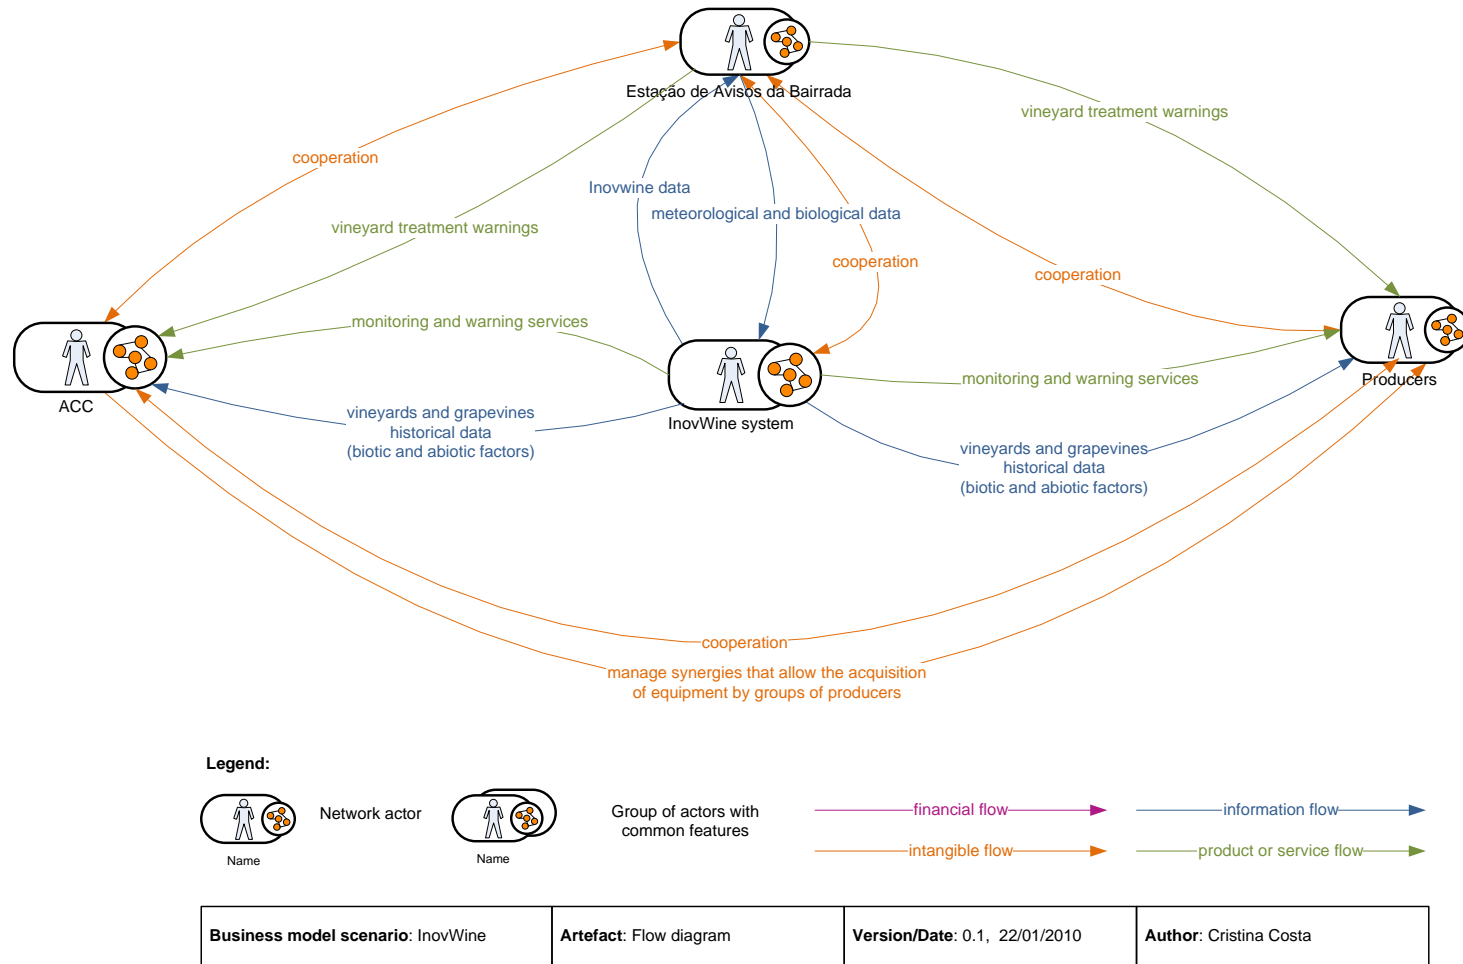 Estação de Avisos da Bairrada
vineyard treatment warnings
cooperation
Inovwine data
meteorological and biological data
vineyard treatment warnings
cooperation
cooperation
monitoring and warning services
ACC
InovWine system
Producers
monitoring and warning services
vineyards and grapevines
historical data
(biotic and abiotic factors)
vineyards and grapevines
historical data
(biotic and abiotic factors)
cooperation
manage synergies that allow the acquisition
of equipment by groups of producers
Legend:
Network actor
Name
Group of actors with
common features
Name
financial flow
information flow
intangible flow
product or service flow
Business model scenario: InovWine
Artefact: Flow diagram
Version/Date: 0.1, 22/01/2010
Author: Cristina Costa